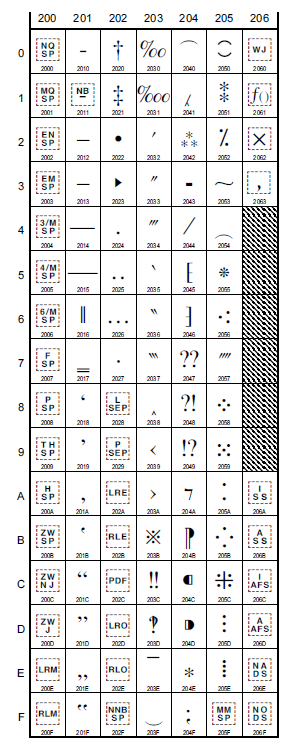 200 201 202 203 204 205 206
0 NQ SP ‐ † ‰ ⁀ ⁐ WJ
2000 2010 2020 2030 2040 2050 2060
1 MQ SP NB ‑ ‡ ‱ ⁁ ⁑ f()
2001 2011 2021 2031 2041 2051 2061
2 EN SP ‒ • ′ ⁂ ⁒ ×
2002 2012 2022 2032 2042 2052 2062
3 EM SP – ‣ ″ ⁃ ⁓ ,
2003 2013 2023 2033 2043 2053 2063
4 3/M SP — ․ ‴ ⁄ ⁔
2004 2014 2024 2034 2044 2054
5 4/M SP ― ‥ ‵ ⁅ ⁕
2005 2015 2025 2035 2045 2055
6 6/M SP ‖ … ‶ ⁆ ⁖
2006 2016 2026 2036 2046 2056
7 F SP ‗ ‧ ‷ ⁇ ⁗
2007 2017 2027 2037 2047 2057
8 P SP ‘ L SEP ‸ ⁈ ⁘
2008 2018 2028 2038 2048 2058
9 TH SP ’ P SEP ‹ ⁉ ⁙
2009 2019 2029 2039 2049 2059
A H SP ‚ LRE › ⁊ ⁚ I SS
200A 201A 202A 203A 204A 205A 206A
B ZW SP ‛ RLE ※ ⁋ ⁛ A SS
200B 201B 202B 203B 204B 205B 206B
C ZW NJ “ PDF ‼ ⁌ ⁜ I AFS
200C 201C 202C 203C 204C 205C 206C
D ZW J ” LRO ‽ ⁍ ⁝ A AFS
200D 201D 202D 203D 204D 205D 206D
E LRM „ RLO ‾ ⁎ ⁞ NA DS
200E 201E 202E 203E 204E 205E 206E
F RLM ‟ NNB SP ‿ ⁏ MM SP NO DS
200F 201F 202F 203F 204F 205F 206F